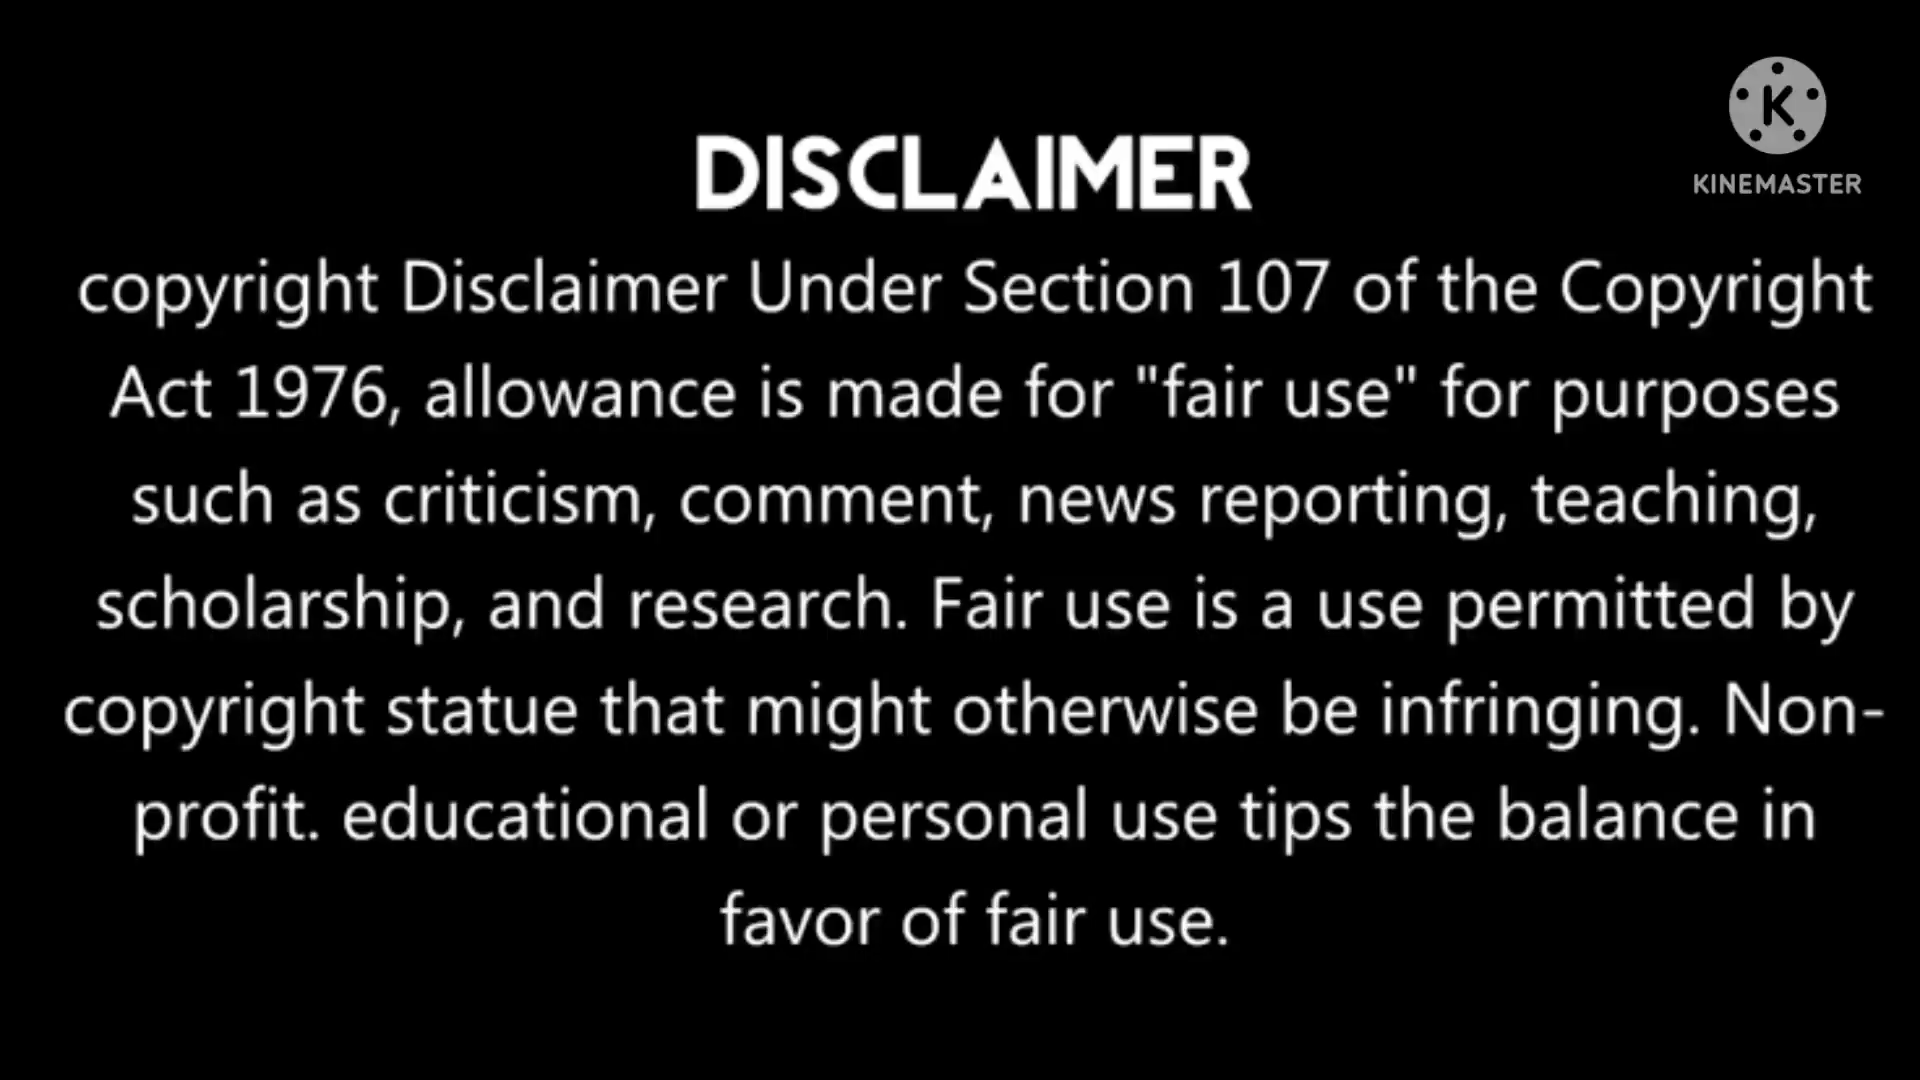 K
KINEMASTER
DISCLAIMER
copyright Disclaimer Under Section 107 of the Copyright
Act 1976, allowance is made for "fair use" for purposes
such as criticism, comment, news reporting, teaching,
scholarship, and research. Fair use is a use permitted by
copyright statue that might otherwise be infringing. Non-
profit. educational or personal use tips the balance in
favor of fair use.